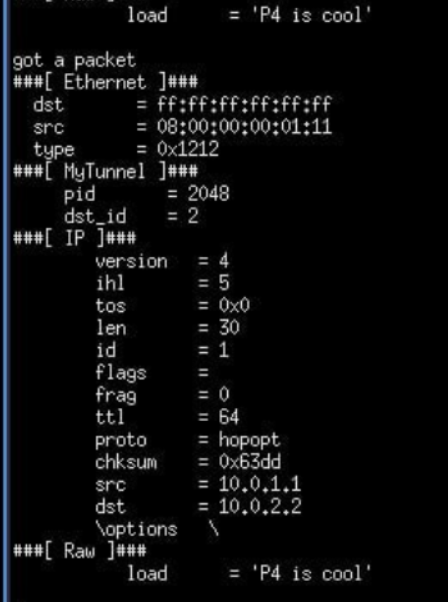 load = 'P4 is cool'
got a packet
###[ Ethernet ]###
dst = ff:ff:ff:ff:ff:ff
src = 08:00:00:00:01:11
type = 0x1212
###[ MyTunnel ]###
pid = 2048
dst_id = 2
###[ IP ]###
version = 4
ihl = 5
tos = 0x0
len = 30
id = 1
flags =
frag = 0
ttl = 64
proto = hopopt
chksum = 0x63dd
src = 10.0.1.1
dst = 10.0.2.2
\options \
###[ Raw ]###
load = 'P4 is cool'